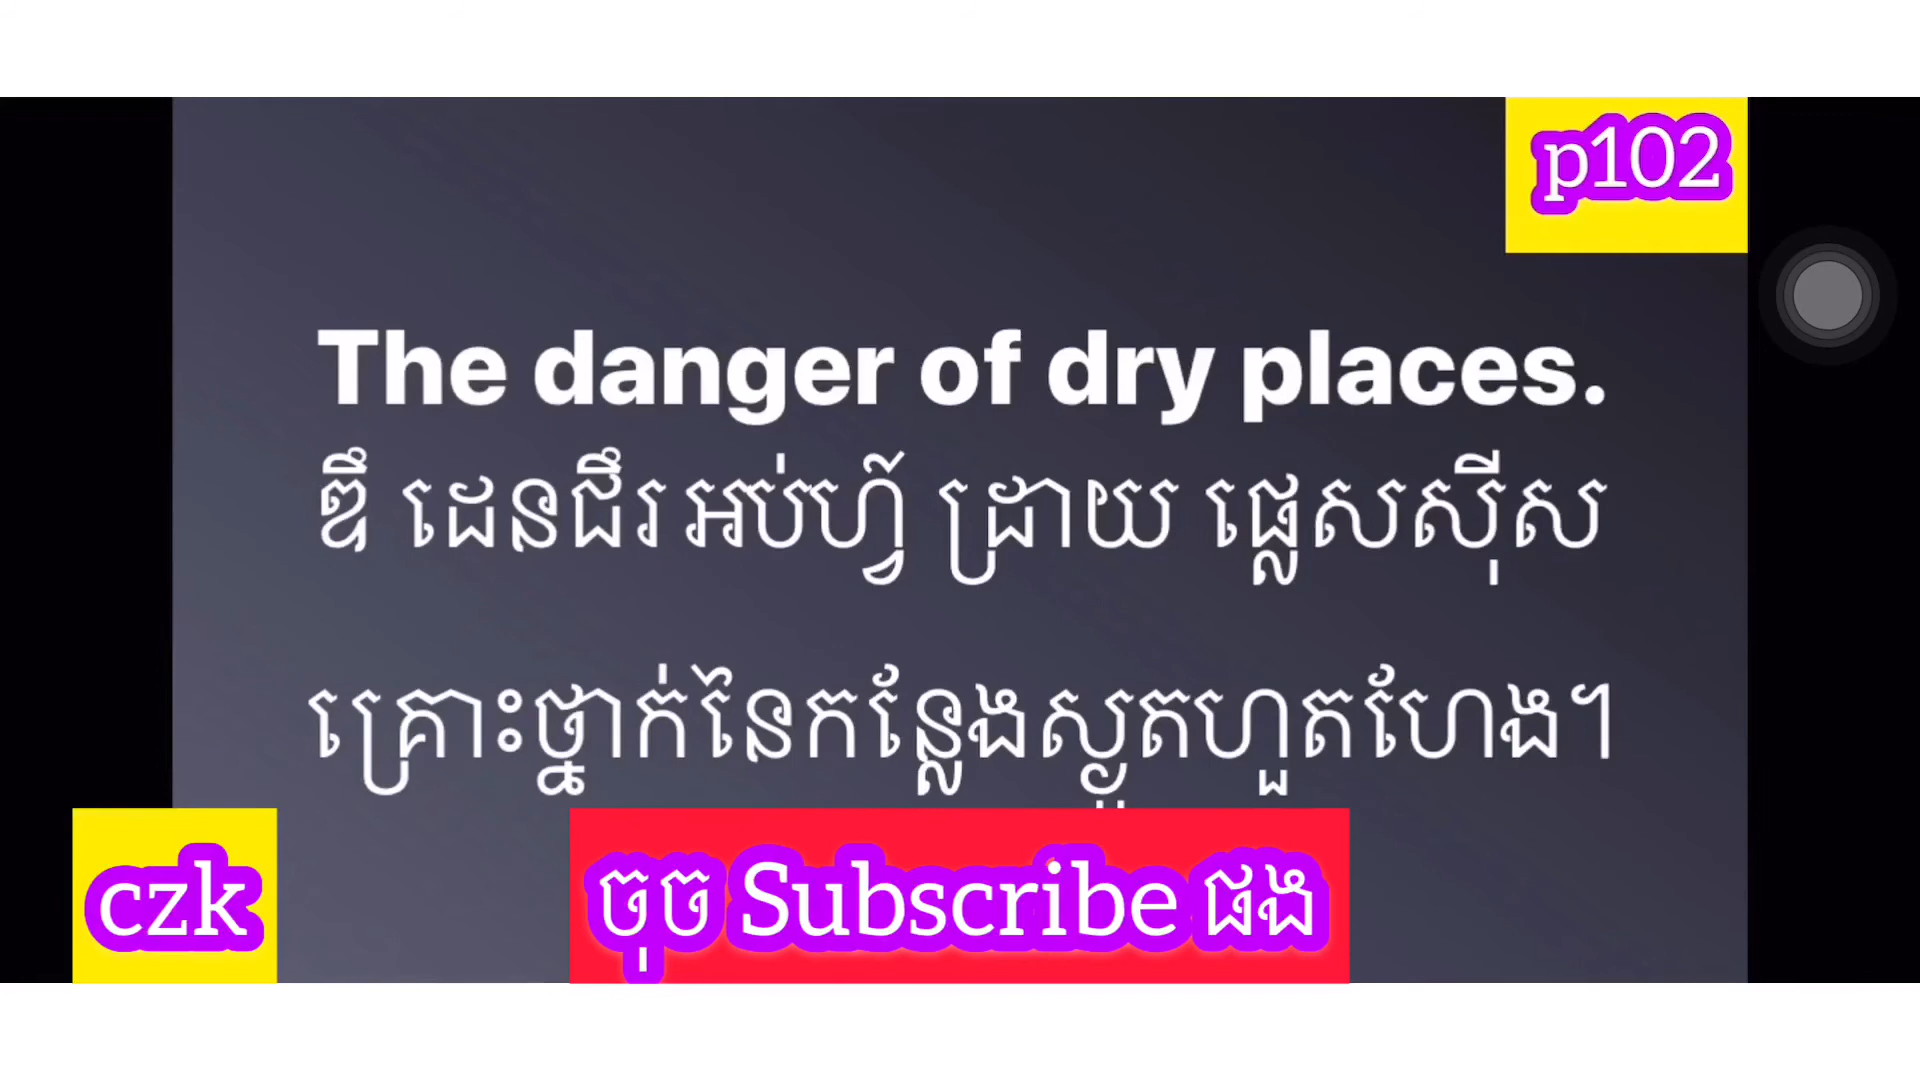 p102
The danger of dry places.
ឌឹ ដេនជឺរ អប់ហ្វ៊ ដ្រាយ ផ្លេសស៊ីស
គ្រោះថ្នាក់នៃកន្លែងស្ងួតហួតហែង។
czk
ចុច Subscribe ផង